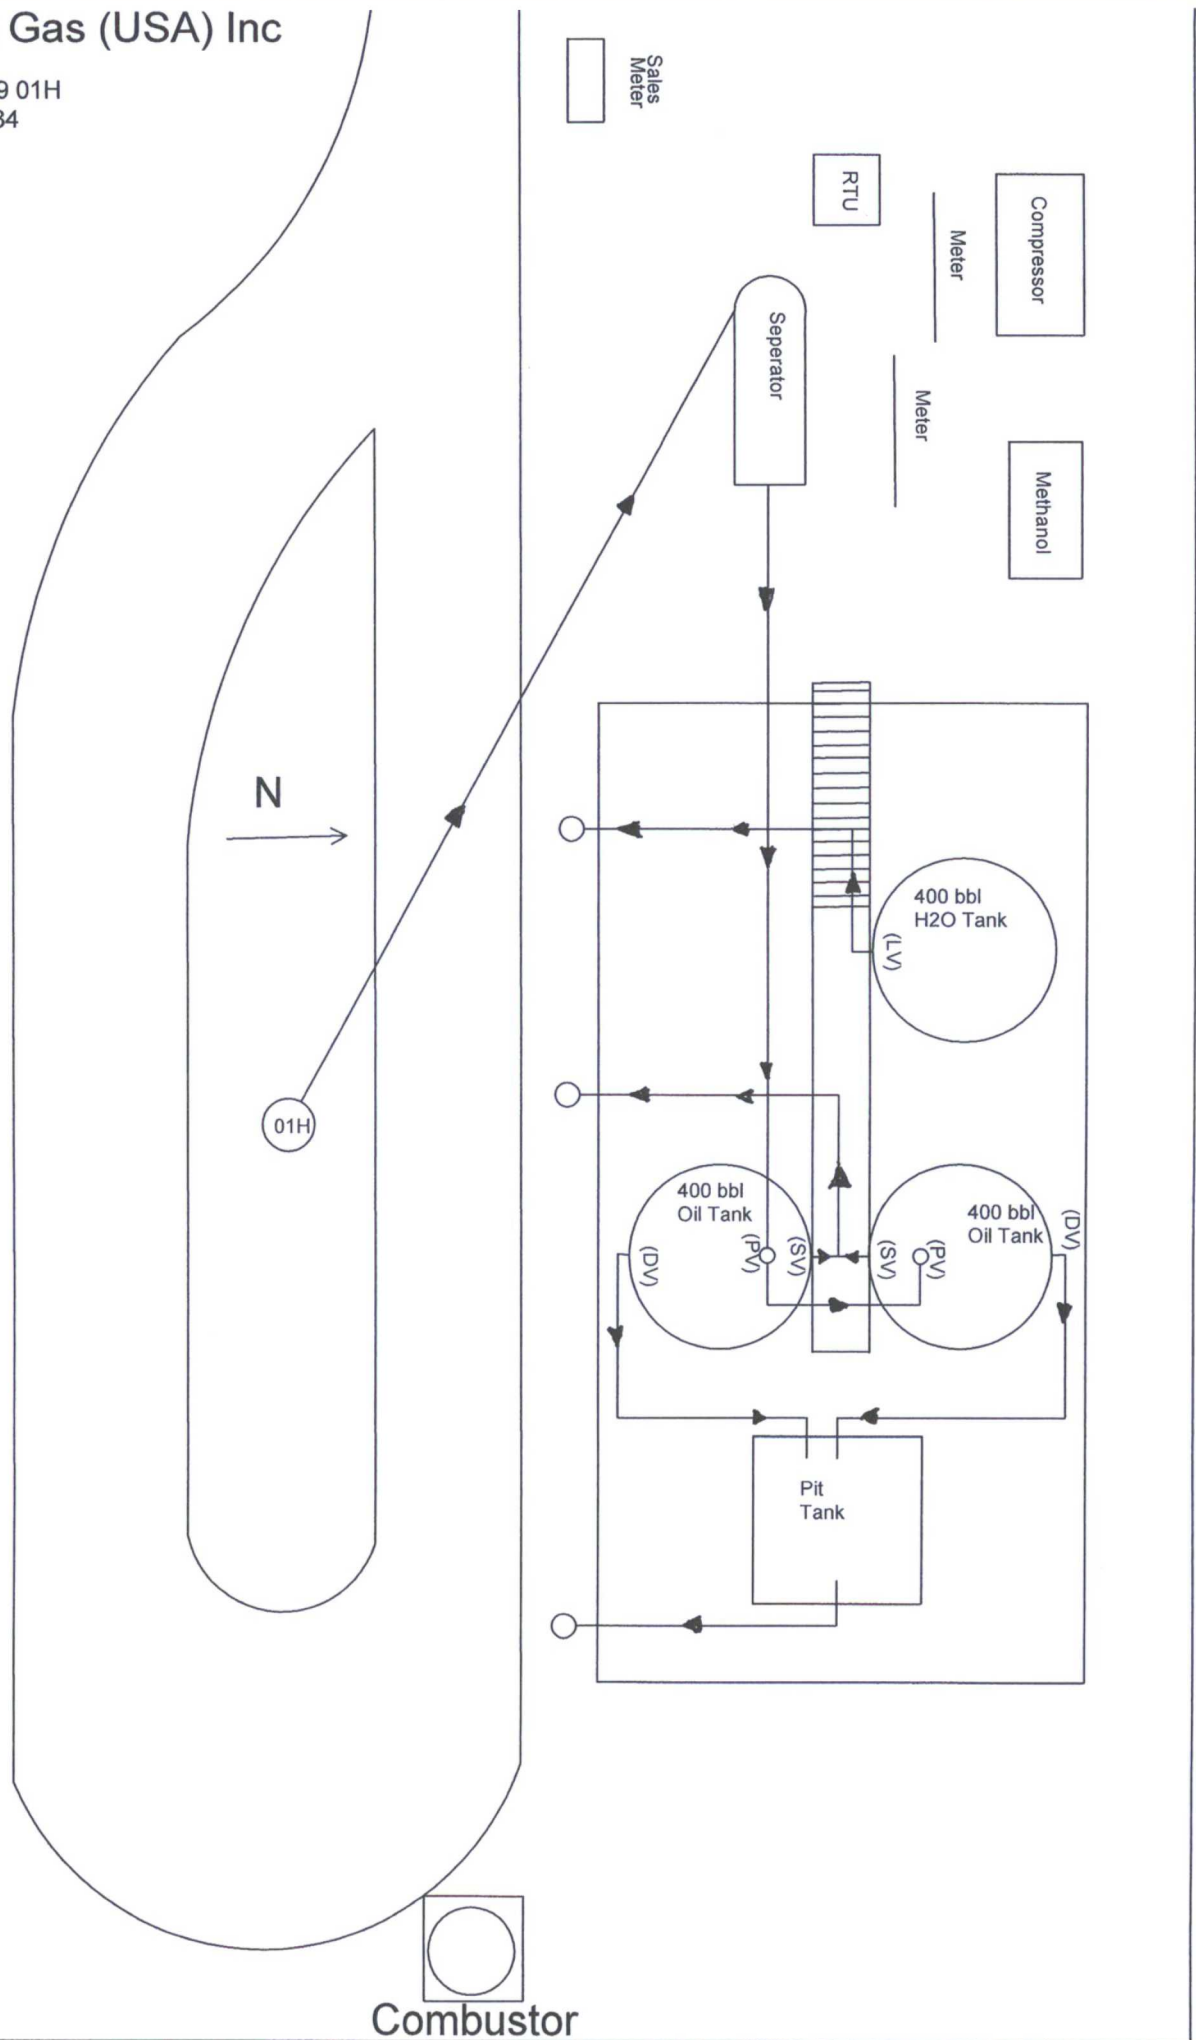 Gas (USA) Inc
9 01H
34
Sales
Meter
RTU
Compressor
Meter
Seperator
Meter
Methanol
N
400 bbl
H2O Tank
(LV)
01H
400 bbl
Oil Tank
400 bbl
Oil Tank
(DV)
(DV)
(PV)
(SV)
(SV)
(PV)
Pit
Tank
Combustor